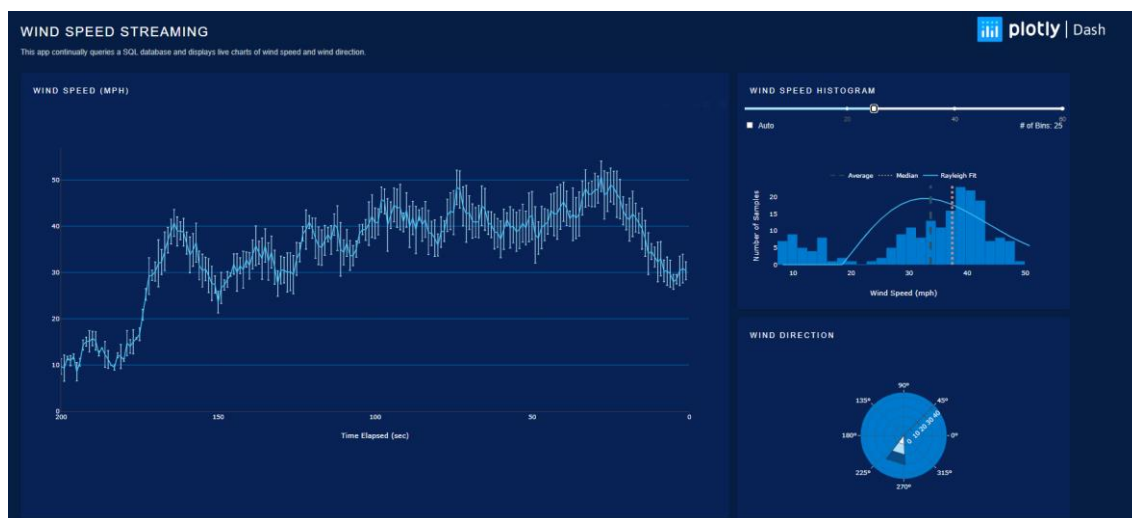 WIND SPEED STREAMING
This app continually queries a SQL database and displays live charts of wind speed and wind direction.
plotly | Dash
WIND SPEED (MPH)
50
40
30
20
10
0
200
150
100
50
0
Time Elapsed (sec)
WIND SPEED HISTOGRAM
20
40
60
Auto
# of Bins: 25
Average
Median
Rayleigh Fit
Number of Samples
20
15
10
5
0
10
20
30
40
50
Wind Speed (mph)
WIND DIRECTION
90°
135°
45°
180°
0 10 20 30 40
0°
225°
315°
270°